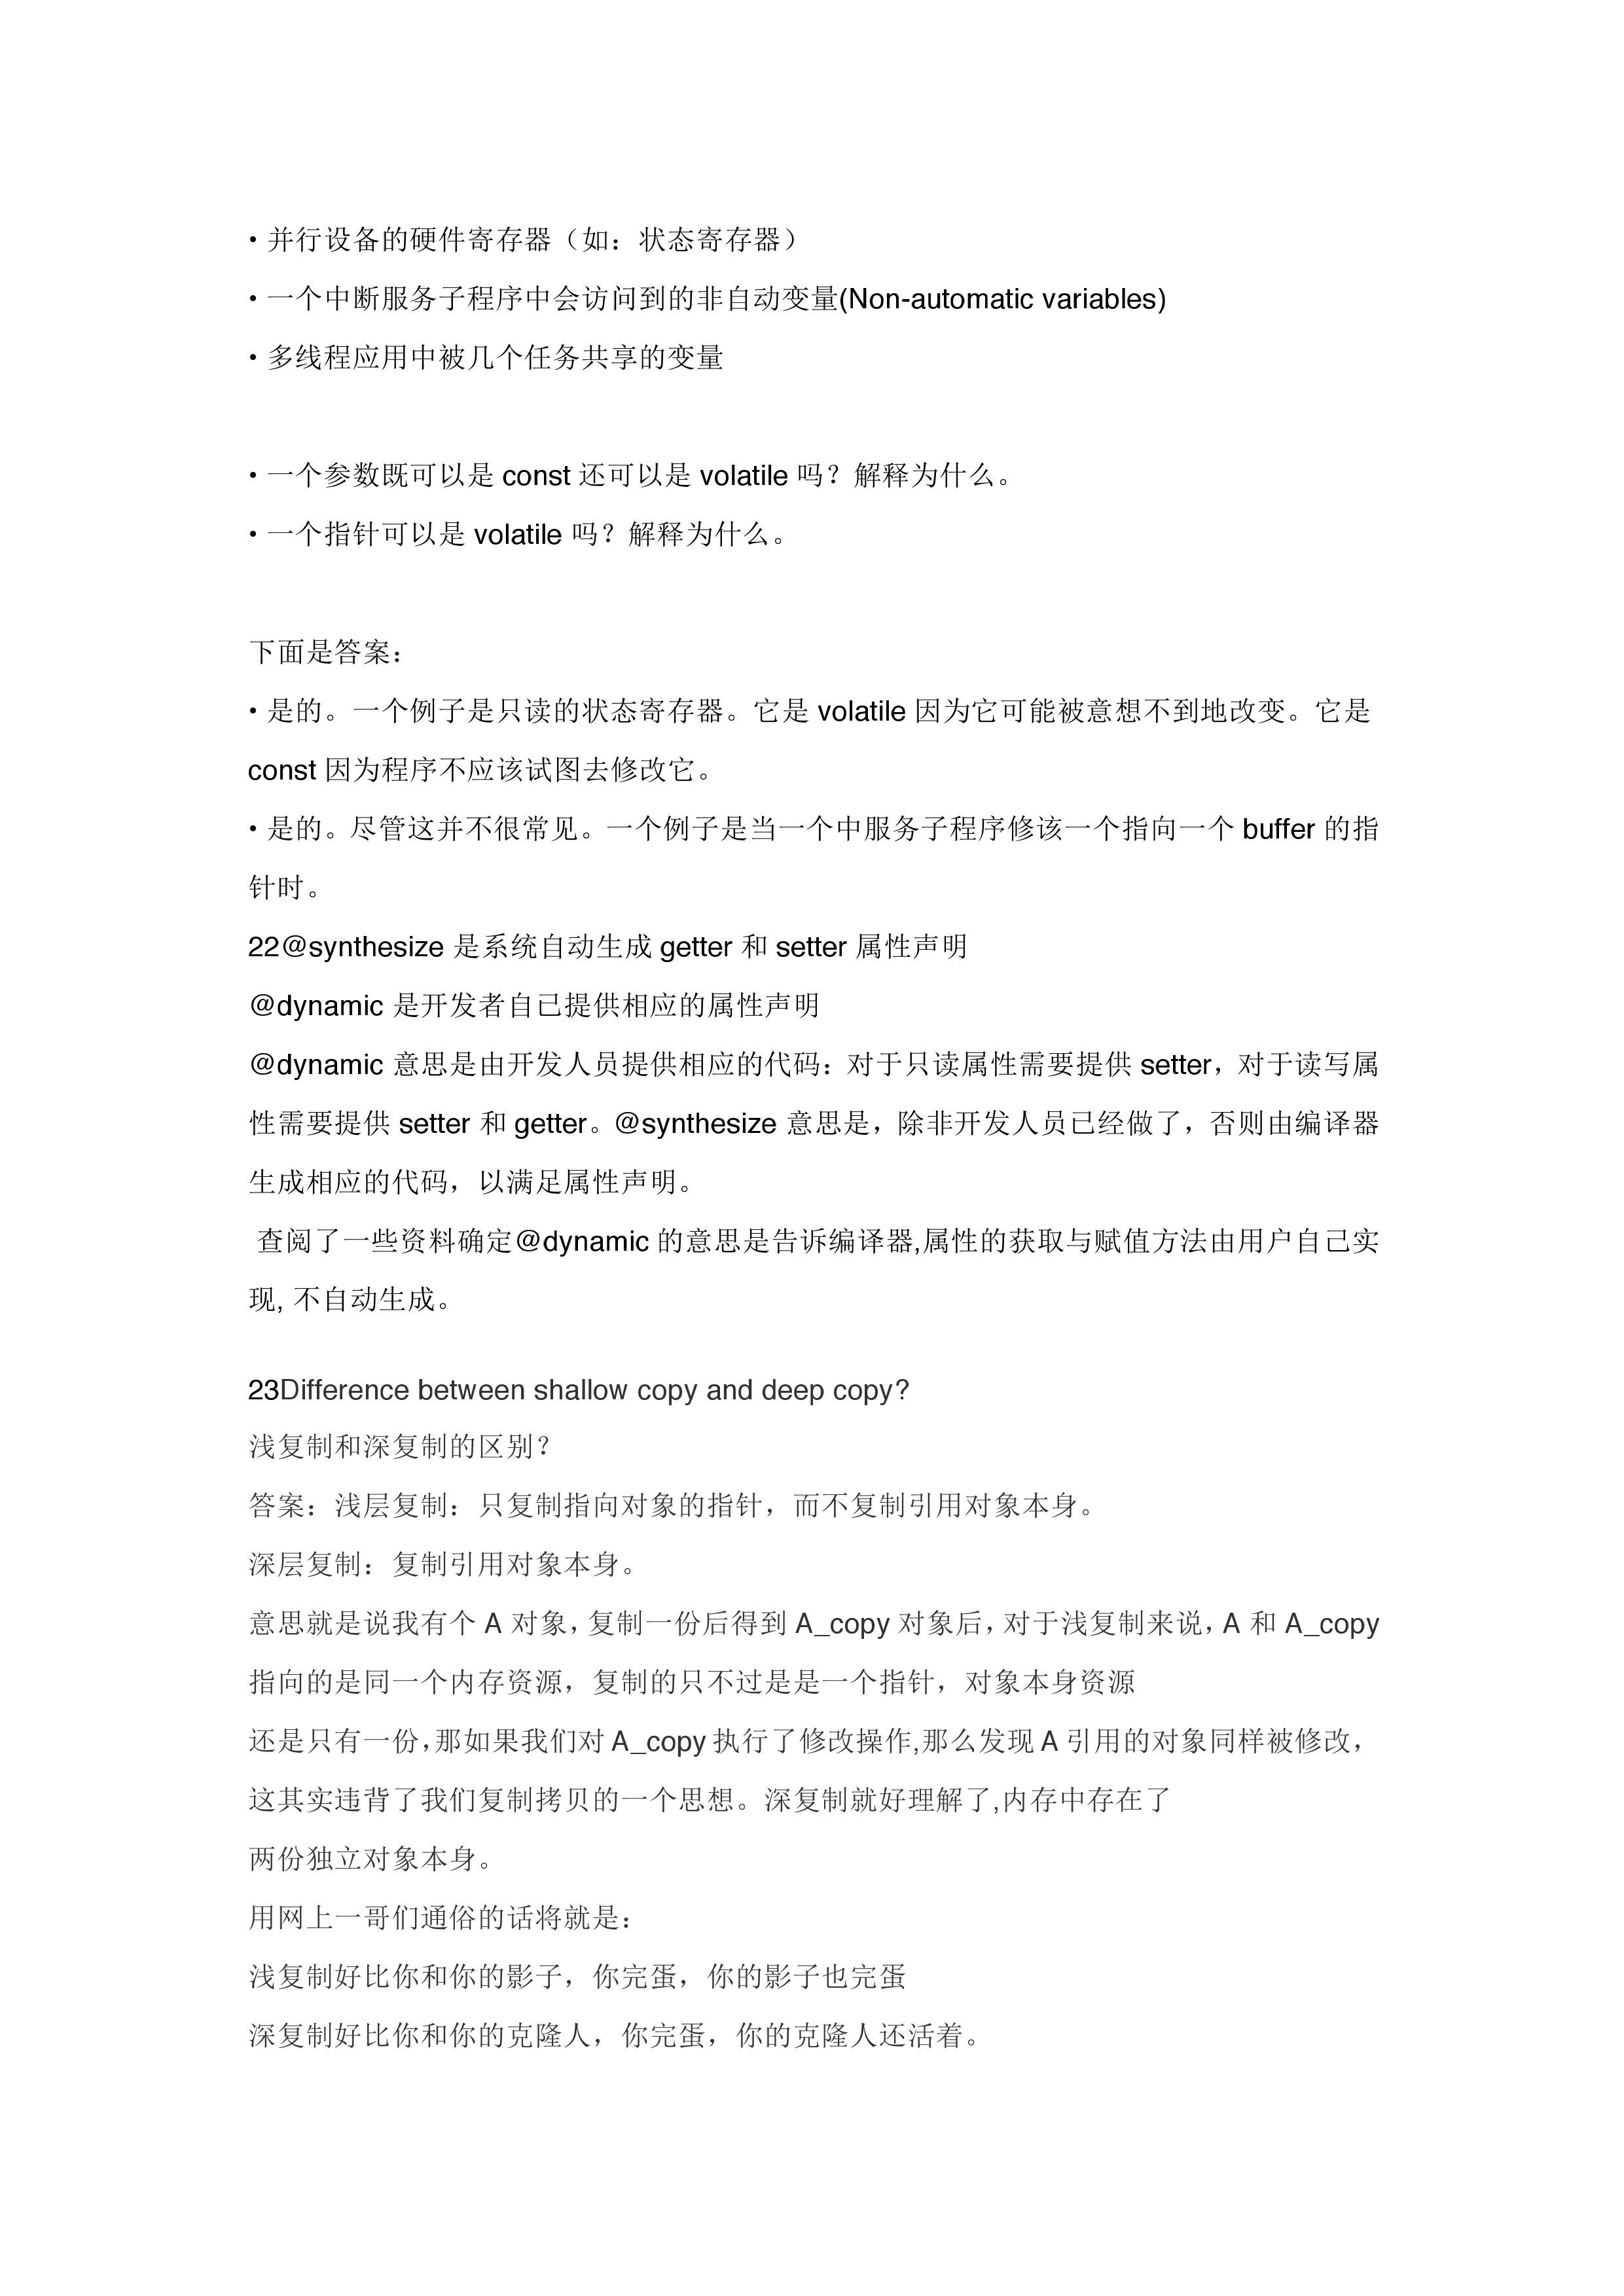 • 并行设备的硬件寄存器（如：状态寄存器）
• 一个中断服务子程序中会访问到的非自动变量(Non-automatic variables)
• 多线程应用中被几个任务共享的变量
• 一个参数既可以是 const 还可以是 volatile 吗？解释为什么。
• 一个指针可以是 volatile 吗？解释为什么。
下面是答案：
• 是的。一个例子是只读的状态寄存器。它是 volatile 因为它可能被意想不到地改变。它是
const 因为程序不应该试图去修改它。
• 是的。尽管这并不很常见。一个例子是当一个中服务子程序修该一个指向一个 buffer 的指
针时。
22@synthesize 是系统自动生成 getter 和 setter 属性声明
@dynamic 是开发者自已提供相应的属性声明
@dynamic 意思是由开发人员提供相应的代码：对于只读属性需要提供 setter，对于读写属
性需要提供 setter 和 getter。@synthesize 意思是，除非开发人员已经做了，否则由编译器
生成相应的代码，以满足属性声明。
查阅了一些资料确定@dynamic 的意思是告诉编译器,属性的获取与赋值方法由用户自己实
现, 不自动生成。
23Difference between shallow copy and deep copy?
浅复制和深复制的区别？
答案：浅层复制：只复制指向对象的指针，而不复制引用对象本身。
深层复制：复制引用对象本身。
意思就是说我有个 A 对象，复制一份后得到 A_copy 对象后，对于浅复制来说，A 和 A_copy
指向的是同一个内存资源，复制的只不过是是一个指针，对象本身资源
还是只有一份，那如果我们对 A_copy 执行了修改操作,那么发现 A 引用的对象同样被修改，
这其实违背了我们复制拷贝的一个思想。深复制就好理解了,内存中存在了
两份独立对象本身。
用网上一哥们通俗的话将就是：
浅复制好比你和你的影子，你完蛋，你的影子也完蛋
深复制好比你和你的克隆人，你完蛋，你的克隆人还活着。